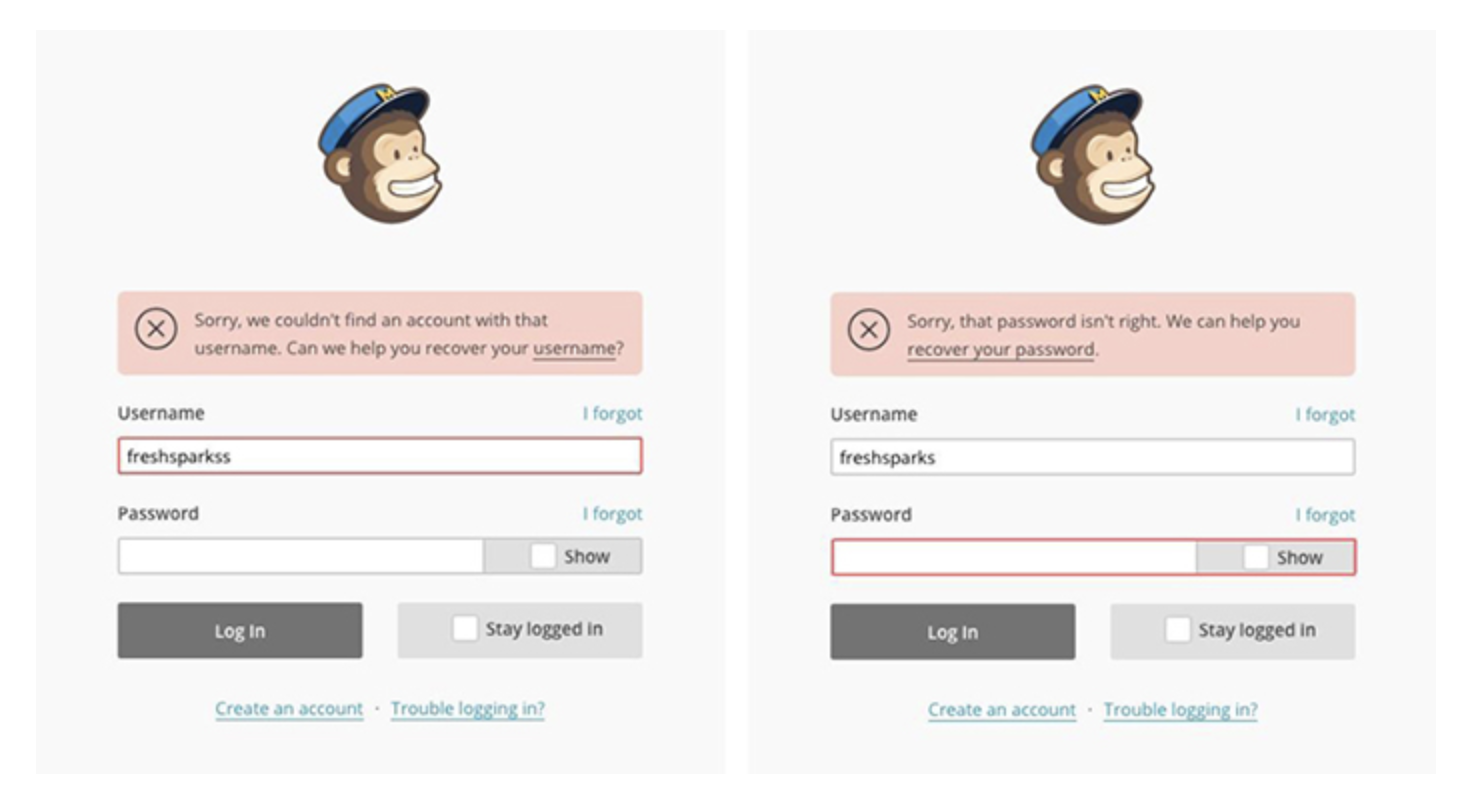 M
Sorry, we couldn't find an account with that
username. Can we help you recover your username?
Username I forgot
freshsparkss
Password I forgot
Show
Log In Stay logged in
Create an account · Trouble logging in?
M
Sorry, that password isn't right. We can help you
recover your password.
Username I forgot
freshsparks
Password I forgot
Show
Log In Stay logged in
Create an account · Trouble logging in?